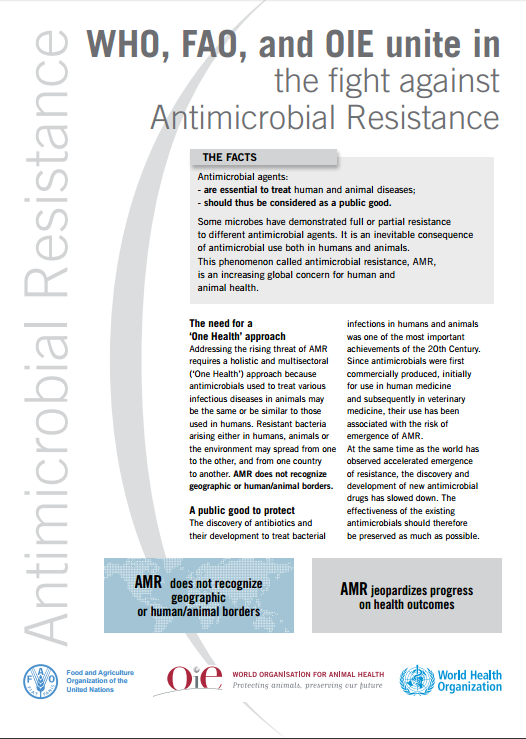 Antimicrobial Resistance
WHO, FAO, and OIE unite in
the fight against
Antimicrobial Resistance
THE FACTS
Antimicrobial agents:
- are essential to treat human and animal diseases;
- should thus be considered as a public good.
Some microbes have demonstrated full or partial resistance
to different antimicrobial agents. It is an inevitable consequence
of antimicrobial use both in humans and animals.
This phenomenon called antimicrobial resistance, AMR,
is an increasing global concern for human and
animal health.
The need for a
‘One Health’ approach
Addressing the rising threat of AMR
requires a holistic and multisectoral
(‘One Health’) approach because
antimicrobials used to treat various
infectious diseases in animals may
be the same or be similar to those
used in humans. Resistant bacteria
arising either in humans, animals or
the environment may spread from one
to the other, and from one country
to another. AMR does not recognize
geographic or human/animal borders.
A public good to protect
The discovery of antibiotics and
their development to treat bacterial
infections in humans and animals
was one of the most important
achievements of the 20th Century.
Since antimicrobials were first
commercially produced, initially
for use in human medicine
and subsequently in veterinary
medicine, their use has been
associated with the risk of
emergence of AMR.
At the same time as the world has
observed accelerated emergence
of resistance, the discovery and
development of new antimicrobial
drugs has slowed down. The
effectiveness of the existing
antimicrobials should therefore
be preserved as much as possible.
AMR does not recognize
geographic
or human/animal borders
AMR jeopardizes progress
on health outcomes
FAO
Food and Agriculture
Organization of the
United Nations
Oie
WORLD ORGANISATION FOR ANIMAL HEALTH
Protecting animals, preserving our future
World Health
Organization